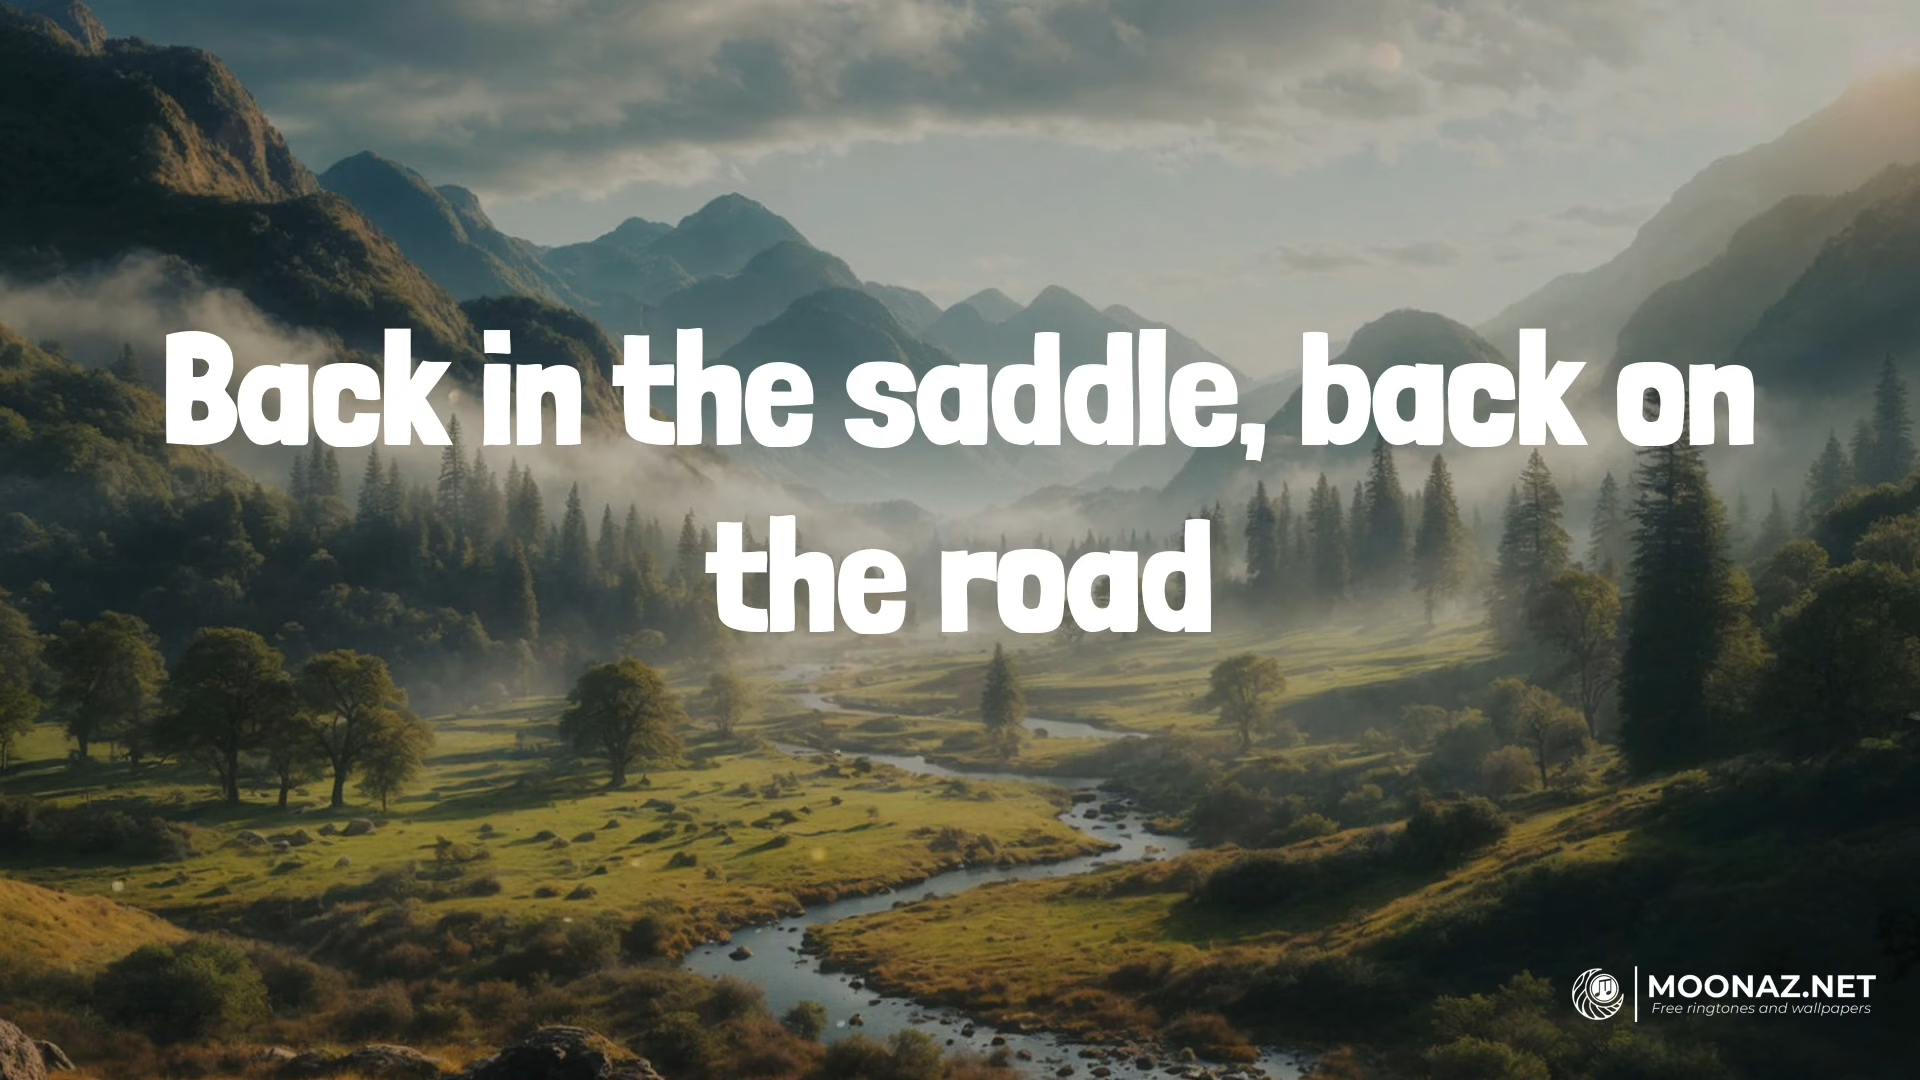 Back in the saddle, back on
the road
MOONAZ.NET
Free ringtones and wallpapers